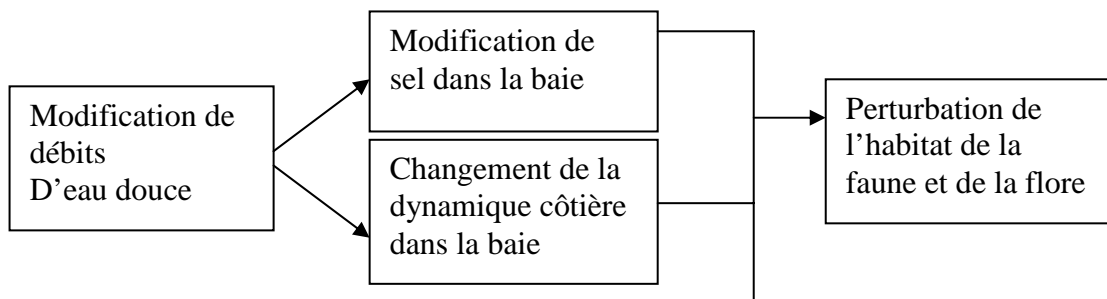 Modification de
débits
D'eau douce
Modification de
sel dans la baie
Changement de la
dynamique côtière
dans la baie
Perturbation de
l'habitat de la
faune et de la flore